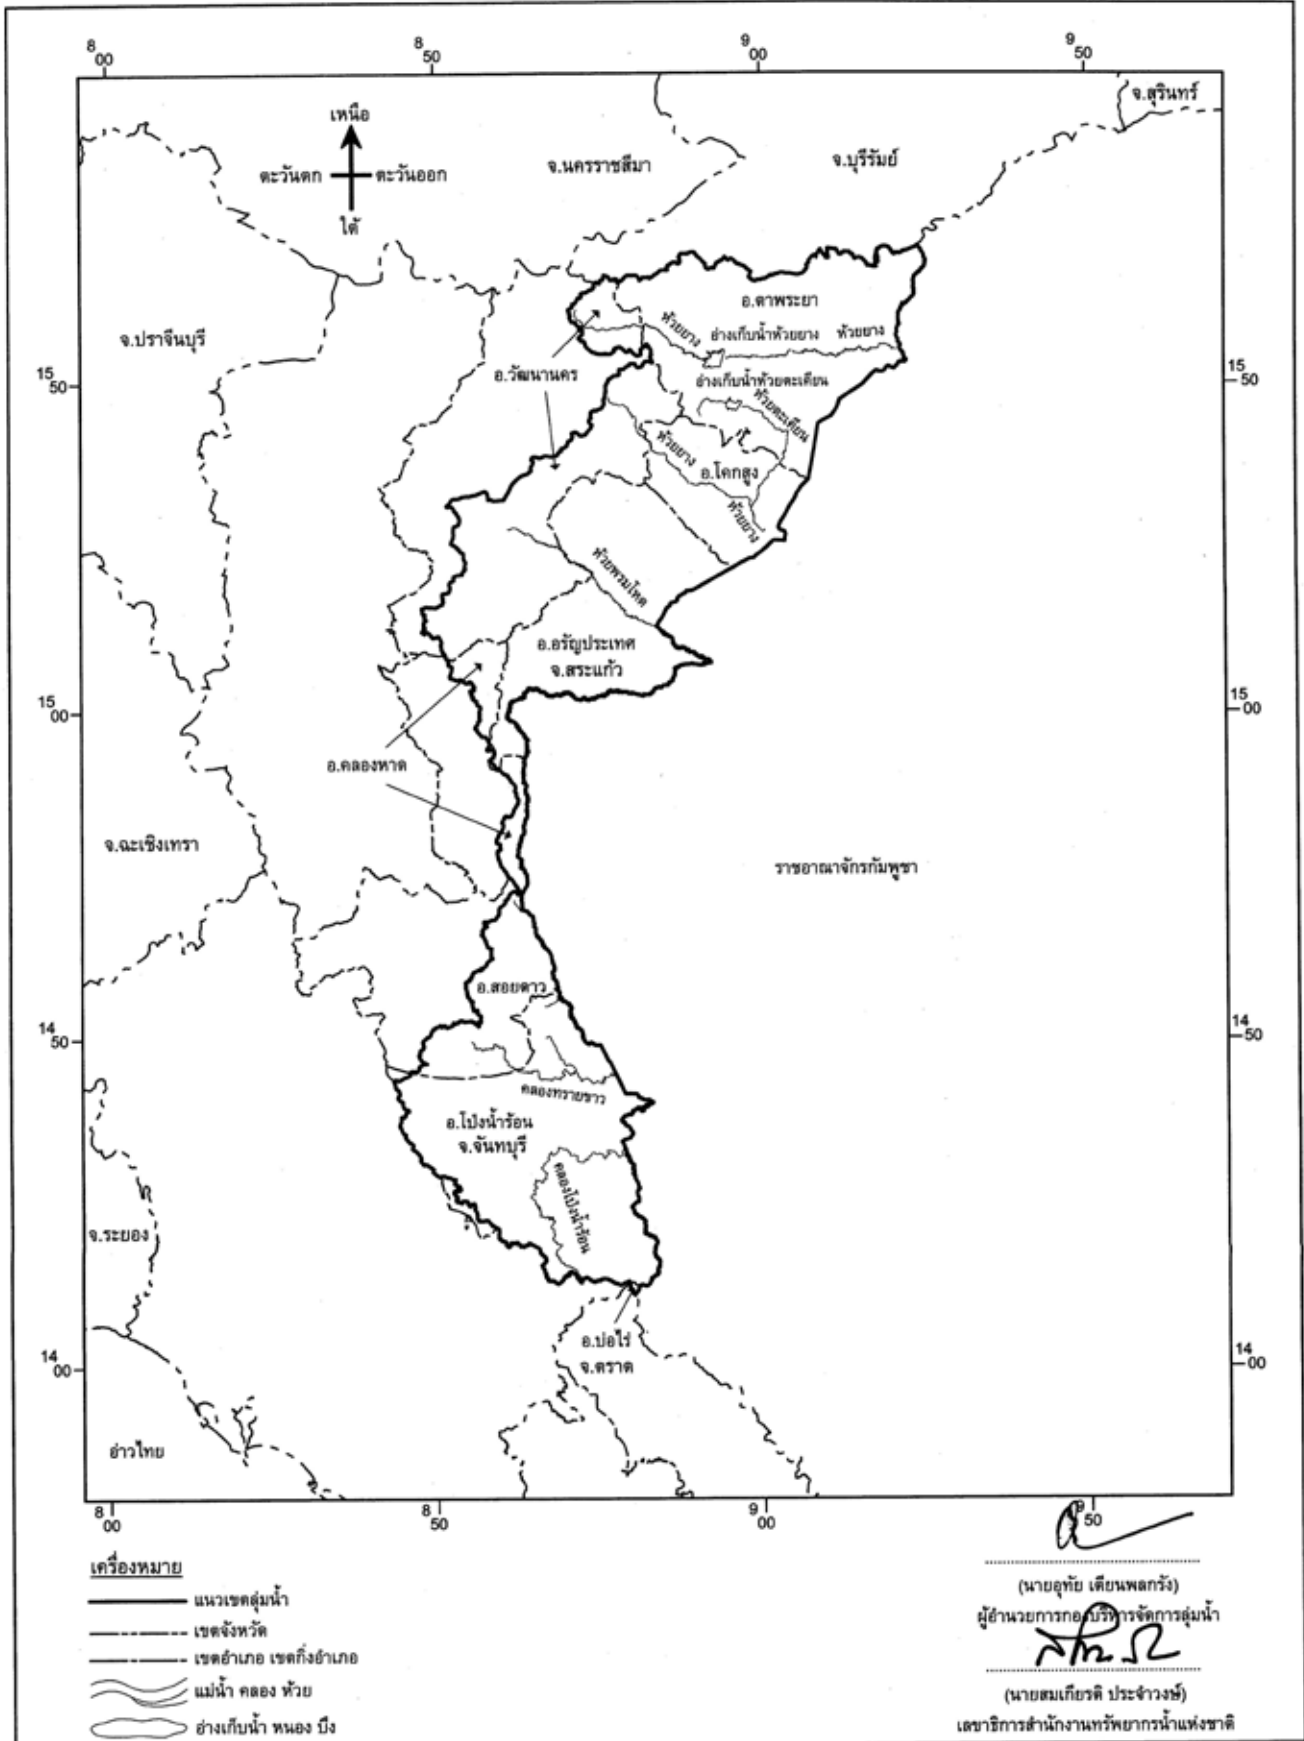 8 00
8 50
9 00
9 50
จ.สุรินทร์
เหนือ
ตะวันตก
ตะวันออก
ใต้
จ.นครราชสีมา
จ.บุรีรัมย์
อ.ตาพระยา
จ.ปราจีนบุรี
ห้วยยาง
อ่างเก็บน้ำห้วยยาง
ห้วยยาง
อ.วัฒนานคร
15 50
15 50
อ่างเก็บน้ำห้วยตะเคียน
ห้วยตะเคียน
ห้วยยาง
อ.โคกสูง
ห้วยยาง
ห้วยพรมโหด
อ.อรัญประเทศ
จ.สระแก้ว
15 00
15 00
อ.คลองหาด
จ.ฉะเชิงเทรา
ราชอาณาจักรกัมพูชา
อ.สอยดาว
14 50
14 50
คลองทรายขาว
อ.โป่งน้ำร้อน
จ.จันทบุรี
คลองโป่งน้ำร้อน
จ.ระยอง
อ.บ่อไร่
จ.ตราด
14 00
14 00
อ่าวไทย
8 00
8 50
9 00
9 50
เครื่องหมาย
แนวเขตลุ่มน้ำ
เขตจังหวัด
เขตอำเภอ เขตกิ่งอำเภอ
แม่น้ำ คลอง ห้วย
อ่างเก็บน้ำ หนอง บึง
(นายอุทัย เตียนพลกรัง)
ผู้อำนวยการกองบริหารจัดการลุ่มน้ำ
(นายสมเกียรติ ประจำวงษ์)
เลขาธิการสำนักงานทรัพยากรน้ำแห่งชาติ